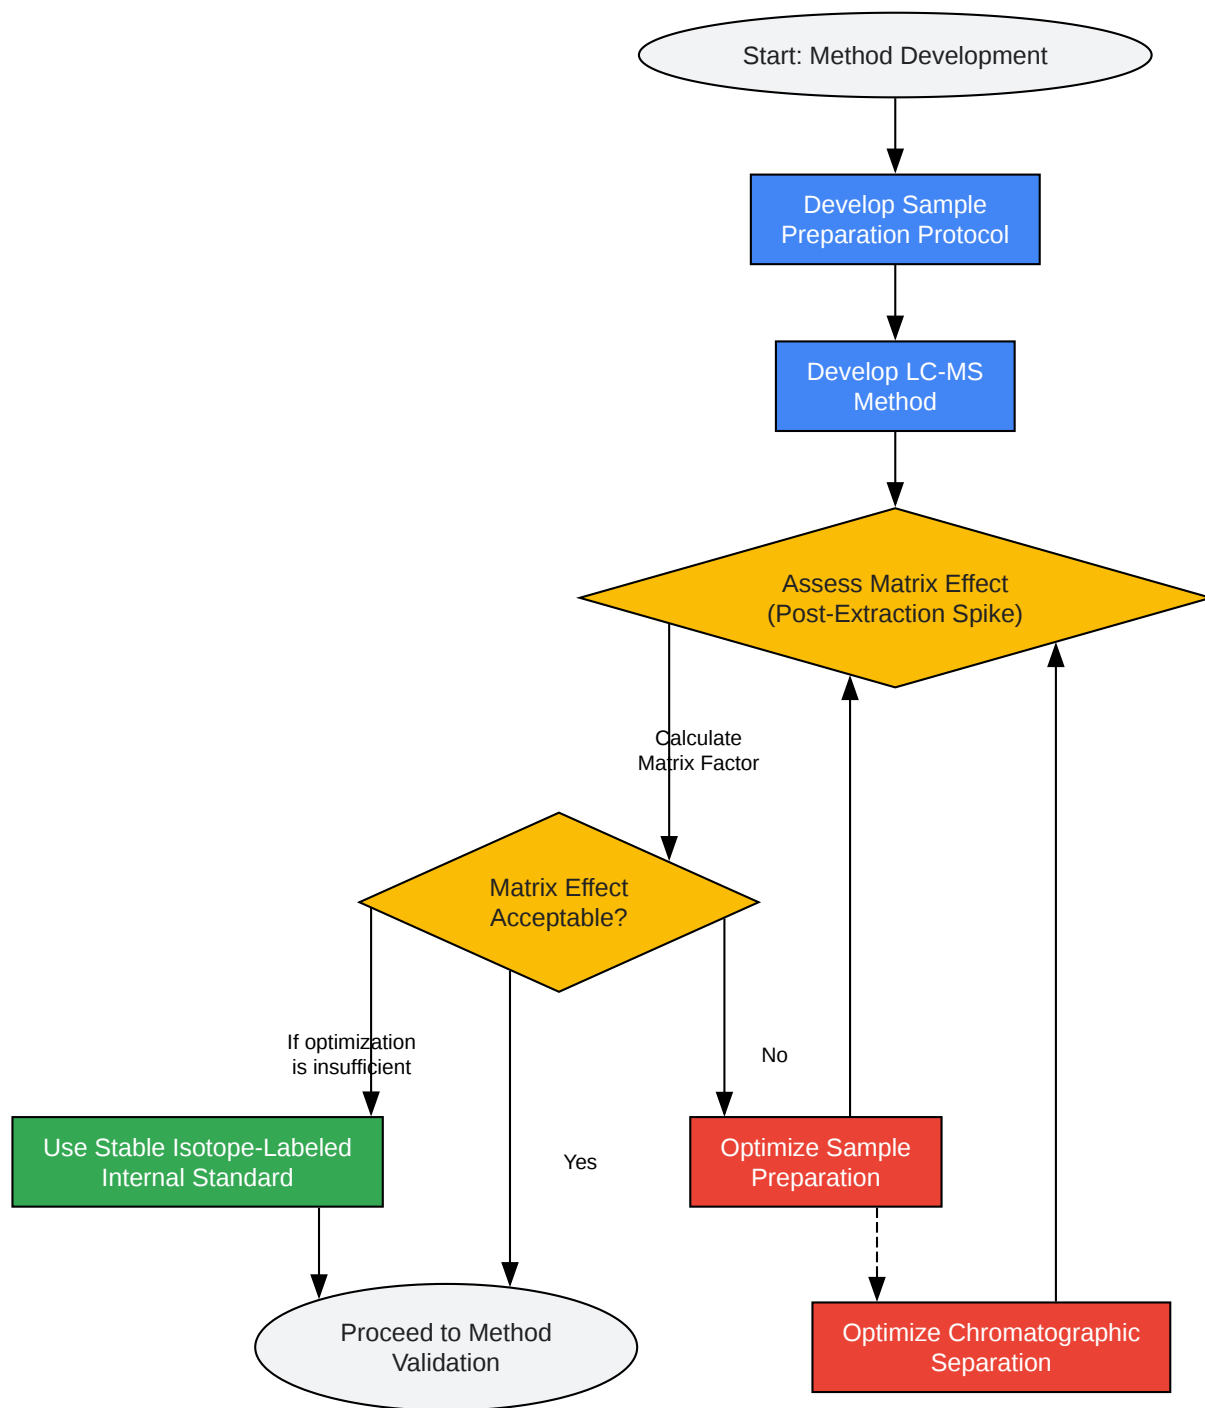 Start: Method Development
Develop Sample
Preparation Protocol
Develop LC-MS
Method
Assess Matrix Effect
(Post-Extraction Spike)
Calculate
Matrix Factor
Matrix Effect
Acceptable?
If optimization
is insufficient
No
Use Stable Isotope-Labeled
Internal Standard
Yes
Optimize Sample
Preparation
Proceed to Method
Validation
Optimize Chromatographic
Separation